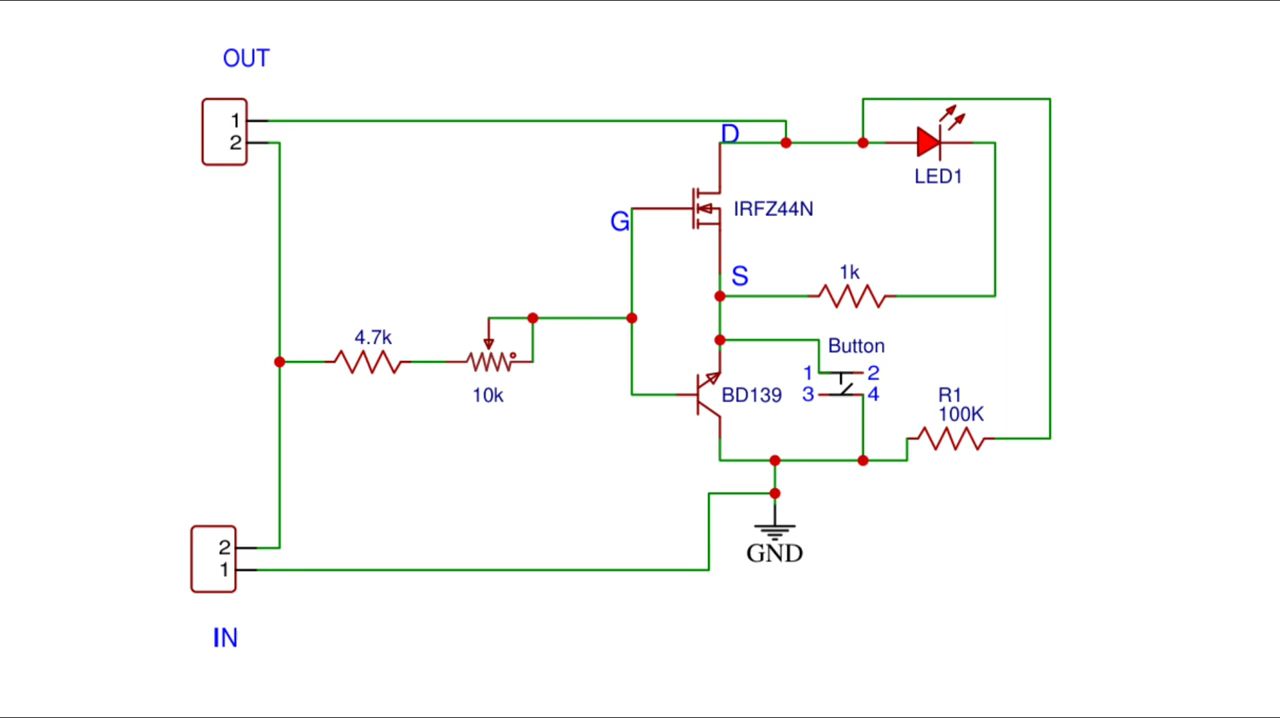 OUT
1
2
D
LED1
G
IRFZ44N
S
1k
4.7k
10k
Button
1 2
3 4
BD139
R1
100K
2
1
GND
IN